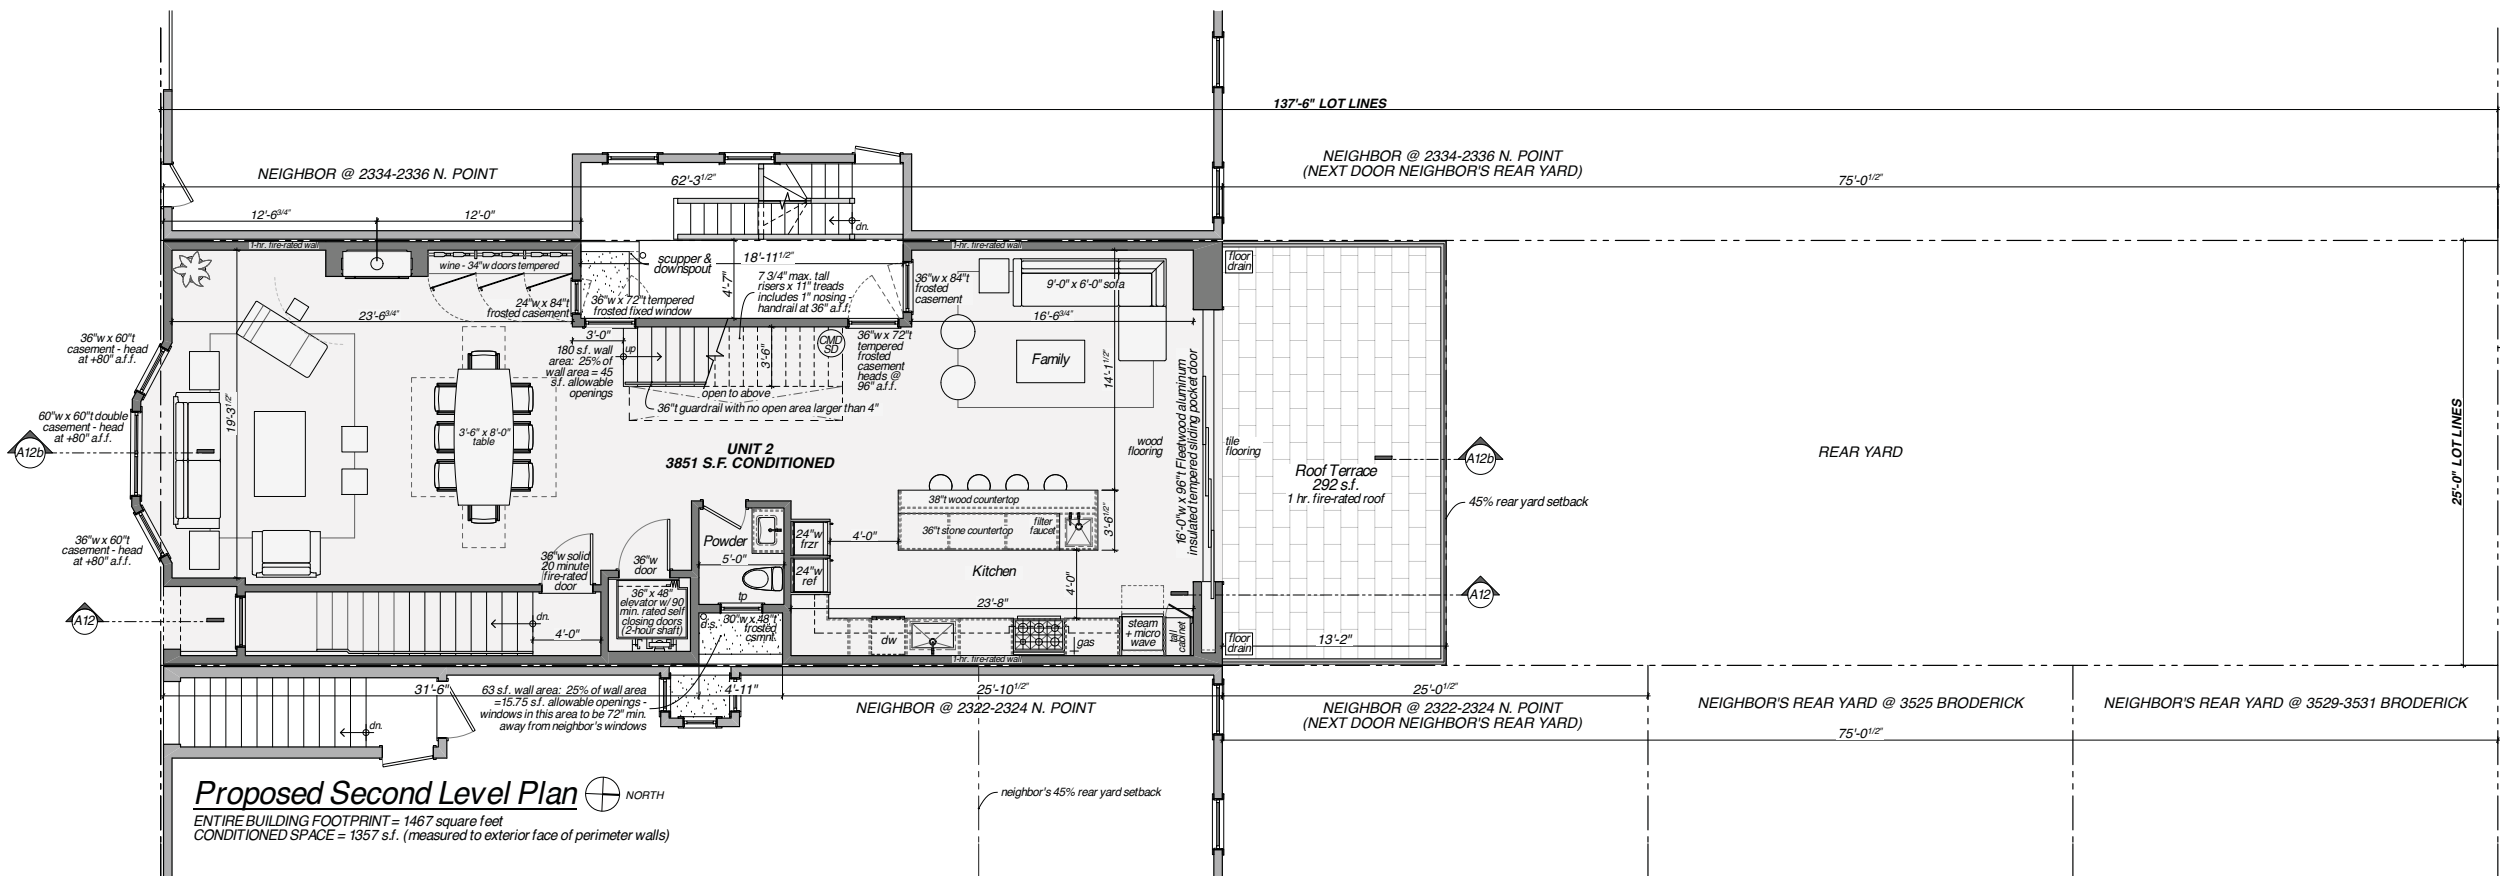 137'-6" LOT LINES
NEIGHBOR @ 2334-2336 N. POINT
(NEXT DOOR NEIGHBOR'S REAR YARD)
NEIGHBOR @ 2334-2336 N. POINT
62'-3 1/2"
75'-0 1/2"
12'-6 3/4"
12'-0"
dn.
1-hr. fire-rated wall
1-hr. fire-rated wall
wine - 34"w doors tempered
scupper &
downspout
18'-11 1/2"
4'-7"
7 3/4" max. tall
risers x 11" treads
includes 1" nosing -
handrail at 36" a.f.f.
36"w x 84"t
frosted
casement
9'-0" x 6'-0" sofa
floor
drain
24"w x 84"t
frosted casement
36"w x 72"t tempered
frosted fixed window
23'-6 3/4"
16'-6 3/4"
36"w x 60"t
casement - head
at +80" a.f.f.
3'-0"
180 s.f. wall
area: 25% of
wall area = 45
s.f. allowable
openings
up
3'-6"
CMD
SD
36"w x 72"t
tempered
frosted
casement
heads @
96" a.f.f.
Family
14'-1 1/2"
16'-0"w x 96"t Fleetwood aluminum
insulated tempered sliding pocket door
open to above
36"t guardrail with no open area larger than 4"
19'-3 1/2"
60"w x 60"t double
casement - head
at +80" a.f.f.
3'-6" x 8'-0"
table
A12b
UNIT 2
3851 S.F. CONDITIONED
wood
flooring
tile
flooring
Roof Terrace
292 s.f.
1 hr. fire-rated roof
A12b
REAR YARD
25'-0" LOT LINES
45% rear yard setback
38"t wood countertop
36"t stone countertop
filter
faucet
3'-6 1/2"
36"w x 60"t
casement - head
at +80" a.f.f.
36"w solid
20 minute
fire-rated
door
36"w
door
Powder
5'-0"
24"w
frzr
24"w
ref
4'-0"
Kitchen
4'-0"
tp
36" x 48"
elevator w/ 90
min. rated self
closing doors
(2-hour shaft)
d.s.
30"w x 48"t
frosted
csmnt.
23'-8"
A12
A12
dn.
4'-0"
dw
gas
steam
+ micro
wave
tall
cabinet
floor
drain
13'-2"
1-hr. fire-rated wall
31'-6"
63 s.f. wall area: 25% of wall area
=15.75 s.f. allowable openings -
windows in this area to be 72" min.
away from neighbor's windows
4'-11"
25'-10 1/2"
25'-0 1/2"
NEIGHBOR @ 2322-2324 N. POINT
NEIGHBOR @ 2322-2324 N. POINT
(NEXT DOOR NEIGHBOR'S REAR YARD)
NEIGHBOR'S REAR YARD @ 3525 BRODERICK
NEIGHBOR'S REAR YARD @ 3529-3531 BRODERICK
dn.
75'-0 1/2"
Proposed Second Level Plan
NORTH
neighbor's 45% rear yard setback
ENTIRE BUILDING FOOTPRINT = 1467 square feet
CONDITIONED SPACE = 1357 s.f. (measured to exterior face of perimeter walls)